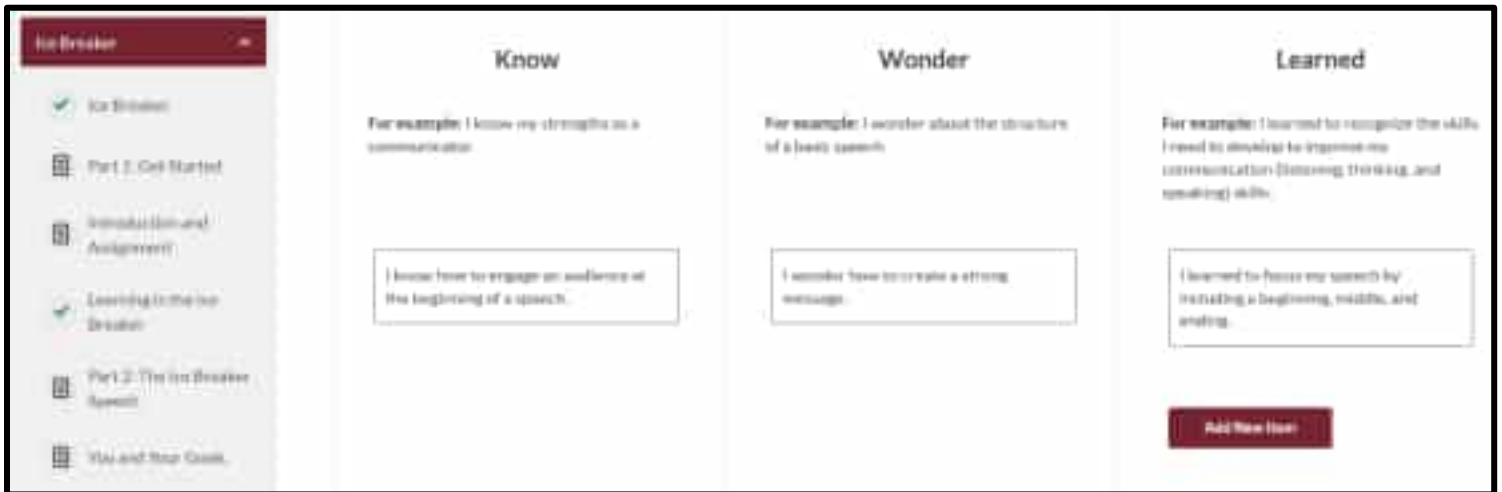 Ice Breaker
Ice Breaker
Part 1: Get Started
Introduction and
Assignment
Learning in the Ice
Breaker
Part 2: The Ice Breaker
Speech
You and Your Goals
Know
For example: I know my strengths as a
communicator.
I know how to engage an audience at
the beginning of a speech.
Wonder
For example: I wonder about the structure
of a basic speech.
I wonder how to create a strong
message.
Learned
For example: I learned to recognize the skills
I need to develop to improve my
communication (listening, thinking, and
speaking) skills.
I learned to focus my speech by
including a beginning, middle, and
ending.
Add New Item